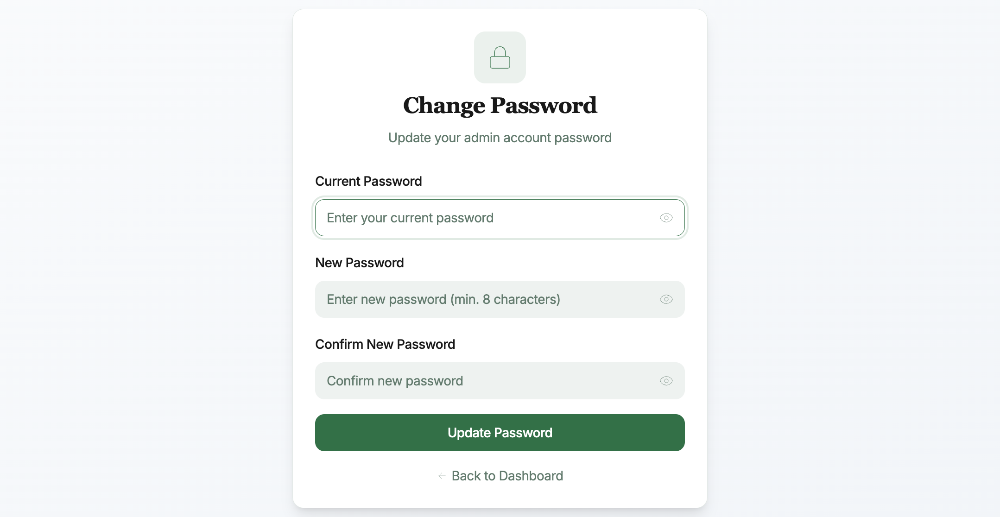 Change Password
Update your admin account password
Current Password
Enter your current password
New Password
Enter new password (min. 8 characters)
Confirm New Password
Confirm new password
Update Password
← Back to Dashboard